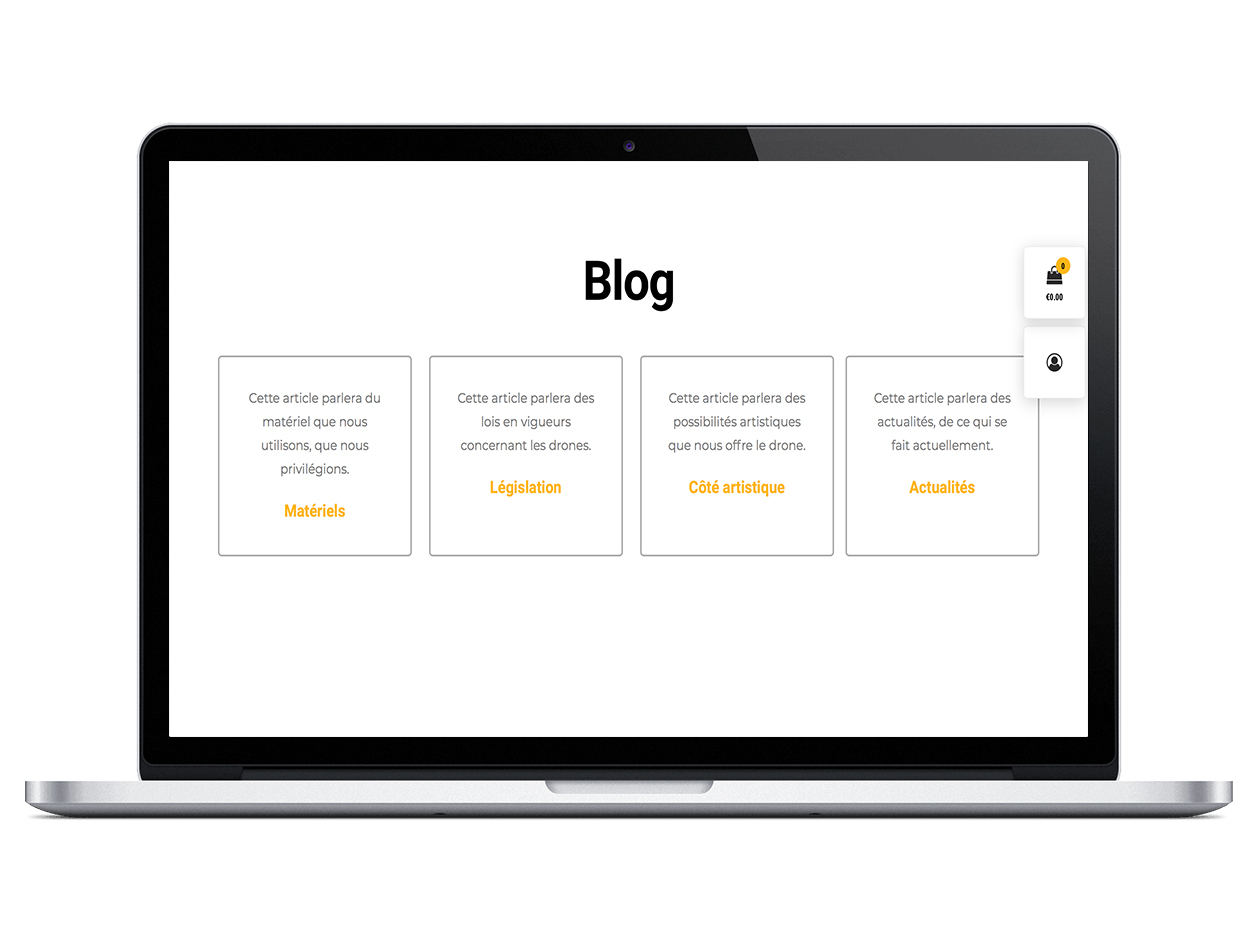 Blog
0
€0.00
Cette article parlera du
matériel que nous
utilisons, que nous
privilégions.
Matériels
Cette article parlera des
lois en vigueurs
concernant les drones.
Législation
Cette article parlera des
possibilités artistiques
que nous offre le drone.
Côté artistique
Cette article parlera des
actualités, de ce qui se
fait actuellement.
Actualités